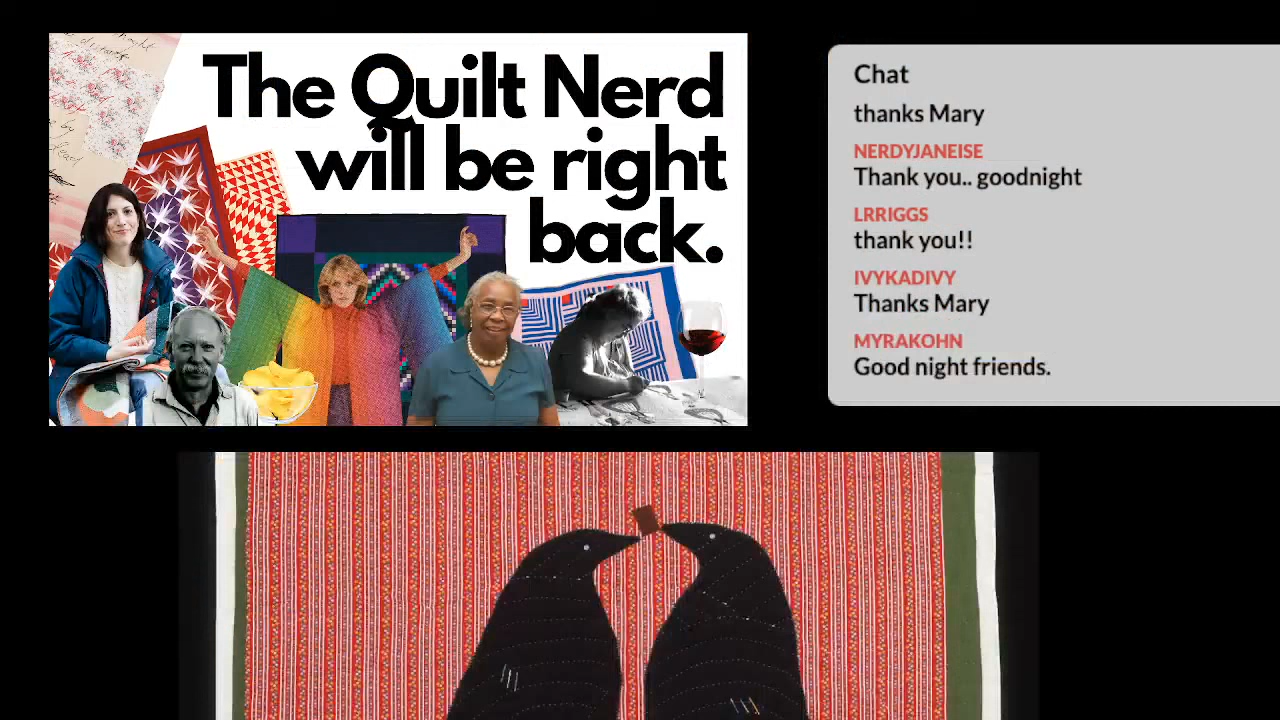 The Quilt Nerd
will be right
back.
Chat
thanks Mary
NERDYJANEISE
Thank you.. goodnight
LRRIGGS
thank you!!
IVYKADIVY
Thanks Mary
MYRAKOHN
Good night friends.